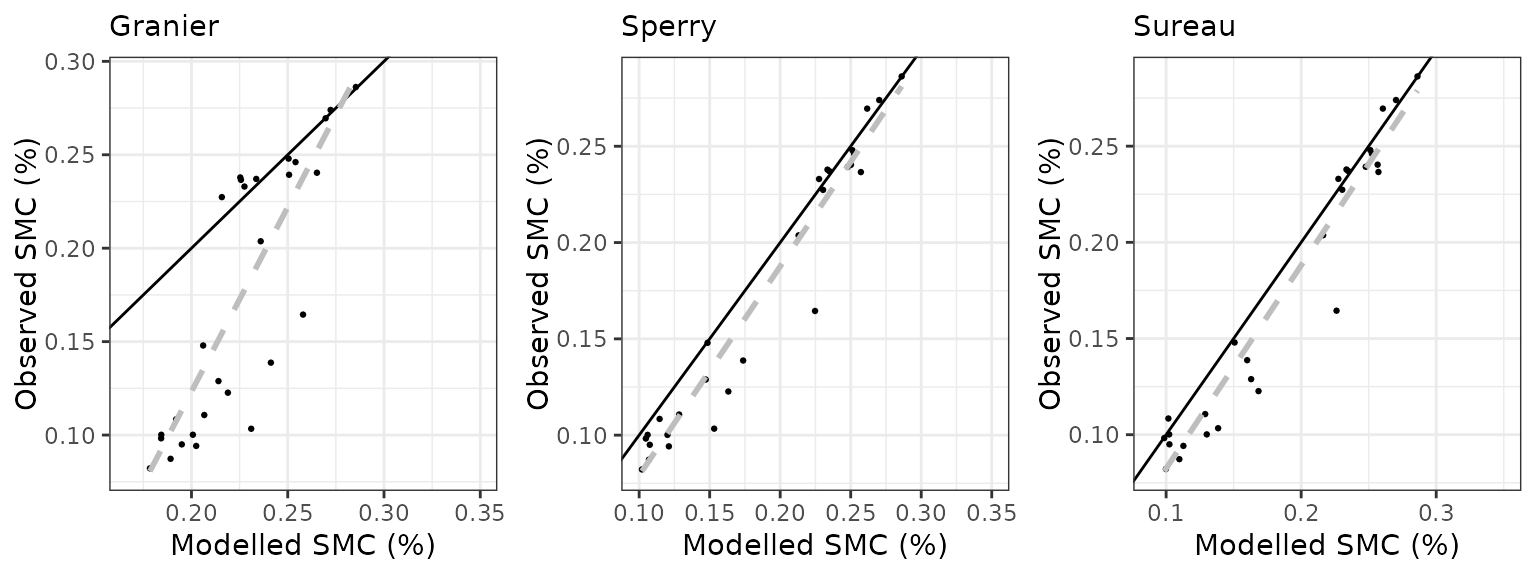 Granier
Observed SMC (%)
0.30
0.25
0.20
0.15
0.10
0.20 0.25 0.30 0.35
Modelled SMC (%)
Sperry
Observed SMC (%)
0.25
0.20
0.15
0.10
0.10 0.15 0.20 0.25 0.30 0.35
Modelled SMC (%)
Sureau
Observed SMC (%)
0.25
0.20
0.15
0.10
0.1 0.2 0.3
Modelled SMC (%)